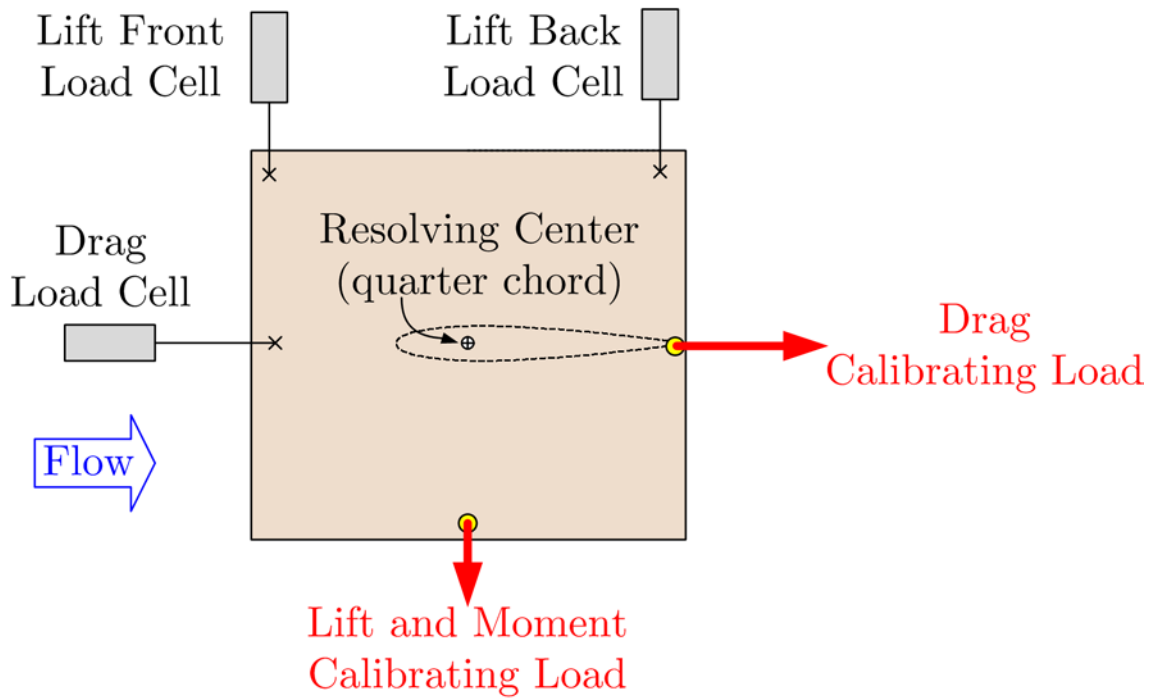 Lift Front
Load Cell
Lift Back
Load Cell
Resolving Center
(quarter chord)
Drag
Load Cell
Drag
Calibrating Load
Flow
Lift and Moment
Calibrating Load